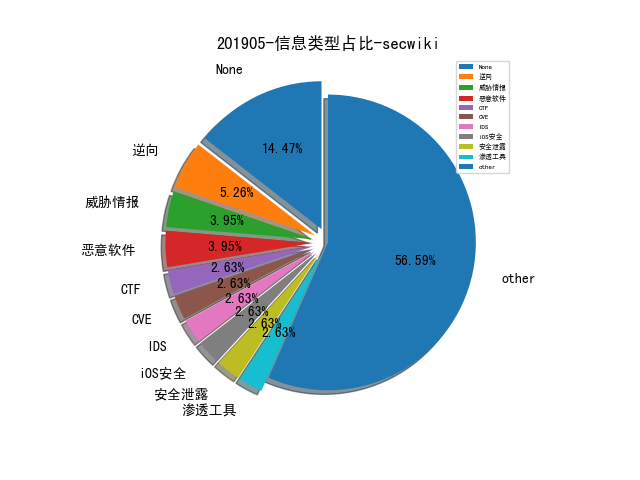 201905-信息类型占比-secwiki
None
逆向
威胁情报
恶意软件
CTF
CVE
IDS
iOS安全
安全泄露
渗透工具
other
14.47%
5.26%
3.95%
3.95%
2.63%
2.63%
2.63%
2.63%
2.63%
2.63%
56.59%
None
逆向
威胁情报
恶意软件
CTF
CVE
IDS
iOS安全
安全泄露
渗透工具
other